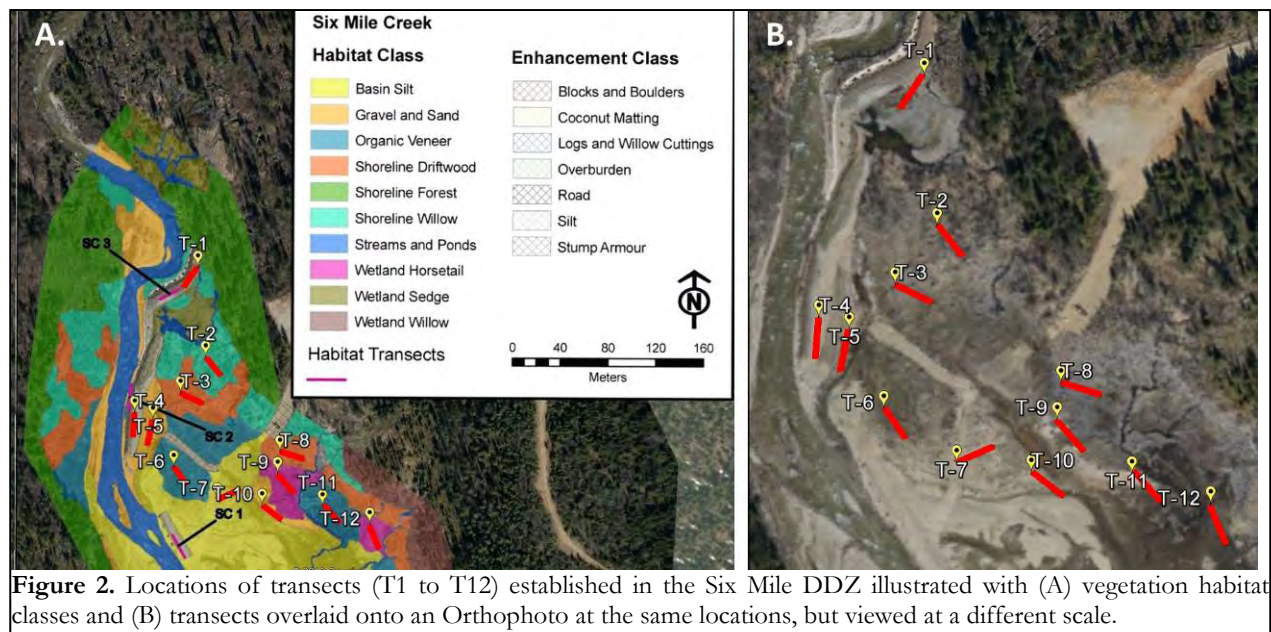 A.
Six Mile Creek
Habitat Class
Basin Silt
Gravel and Sand
Organic Veneer
Shoreline Driftwood
Shoreline Forest
Shoreline Willow
Streams and Ponds
Wetland Horsetail
Wetland Sedge
Wetland Willow
Habitat Transects
Enhancement Class
Blocks and Boulders
Coconut Matting
Logs and Willow Cuttings
Overburden
Road
Silt
Stump Armour
N
0 40 80 120 160
Meters
SC 3
T-1
T-2
T-3
T-4
T-5
SC 2
T-6
T-7
T-8
T-9
T-10
T-11
T-12
SC 1
B.
T-1
T-2
T-3
T-4
T-5
T-6
T-7
T-8
T-9
T-10
T-11
T-12
Figure 2. Locations of transects (T1 to T12) established in the Six Mile DDZ illustrated with (A) vegetation habitat
classes and (B) transects overlaid onto an Orthophoto at the same locations, but viewed at a different scale.